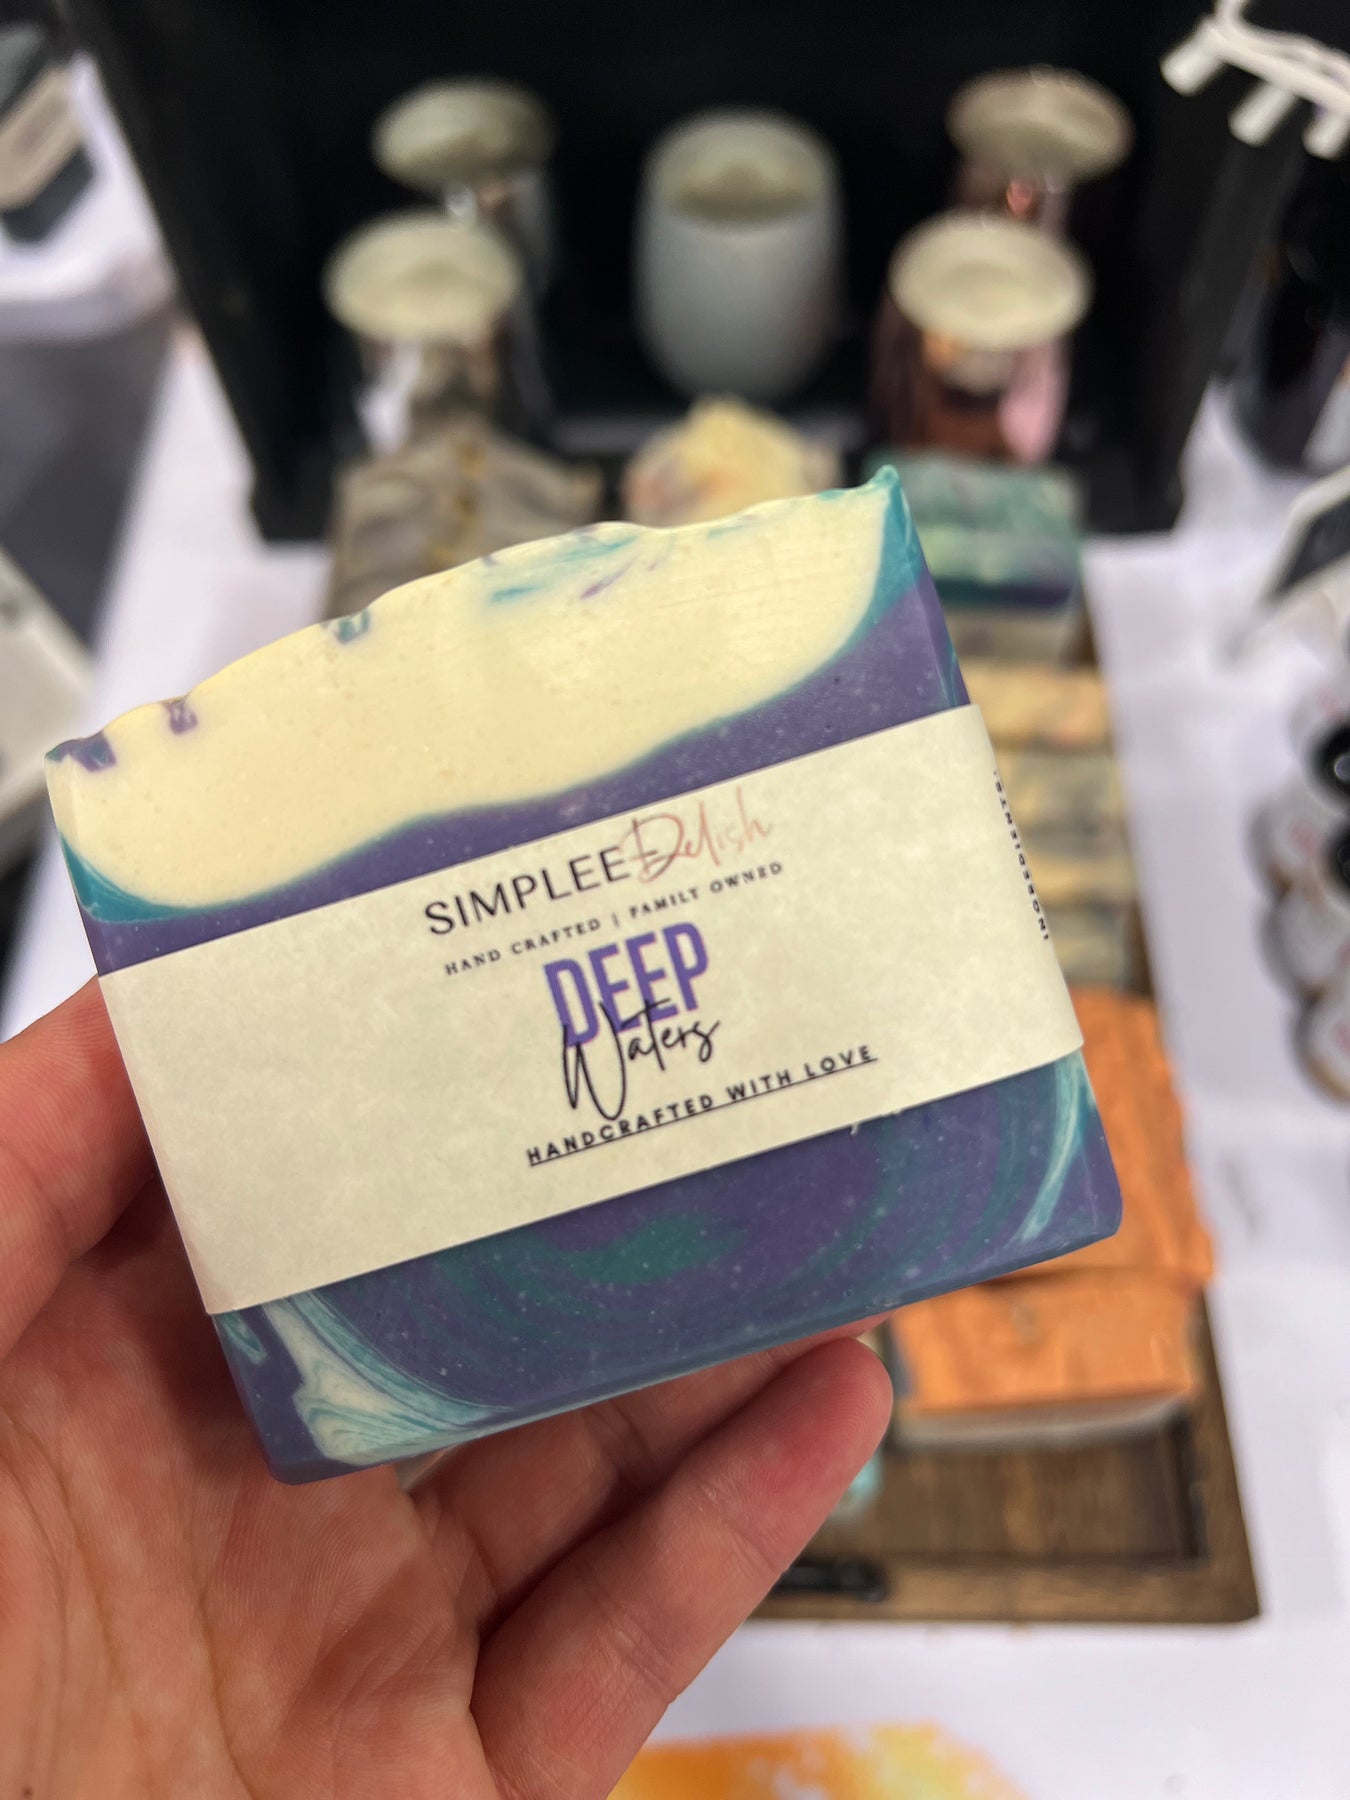 SIMPLEE Delish
HAND CRAFTED | FAMILY OWNED
DEEP
Waters
HANDCRAFTED WITH LOVE
INGREDIENTS: